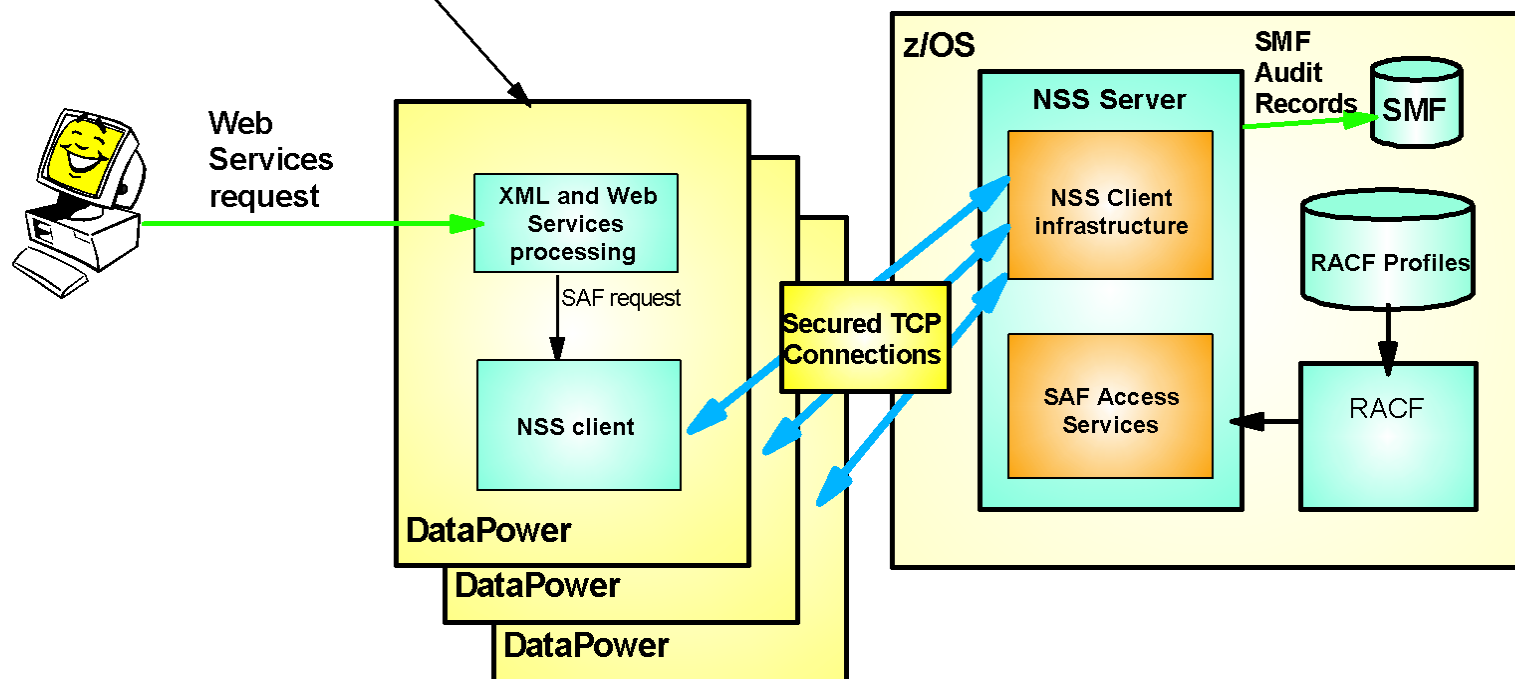 Web
Services
request
XML and Web
Services
processing
SAF request
NSS client
DataPower
DataPower
DataPower
Secured TCP
Connections
z/OS
NSS Server
NSS Client
infrastructure
SAF Access
Services
SMF
Audit
Records
SMF
RACF Profiles
RACF